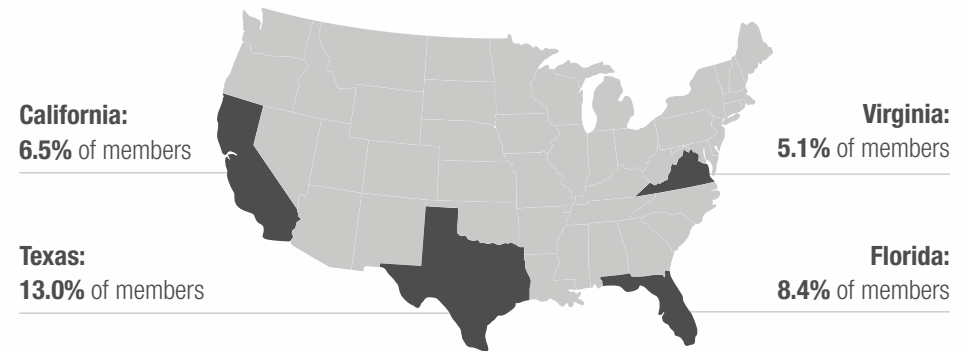 California:
6.5% of members
Texas:
13.0% of members
Virginia:
5.1% of members
Florida:
8.4% of members